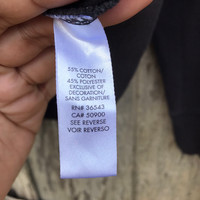 55% COTTON/
COTON
45% POLYESTER
EXCLUSIVE OF
DECORATION/
SANS GARNITURE
RN# 36543
CA# 50900
SEE REVERSE
VOIR REVERSO